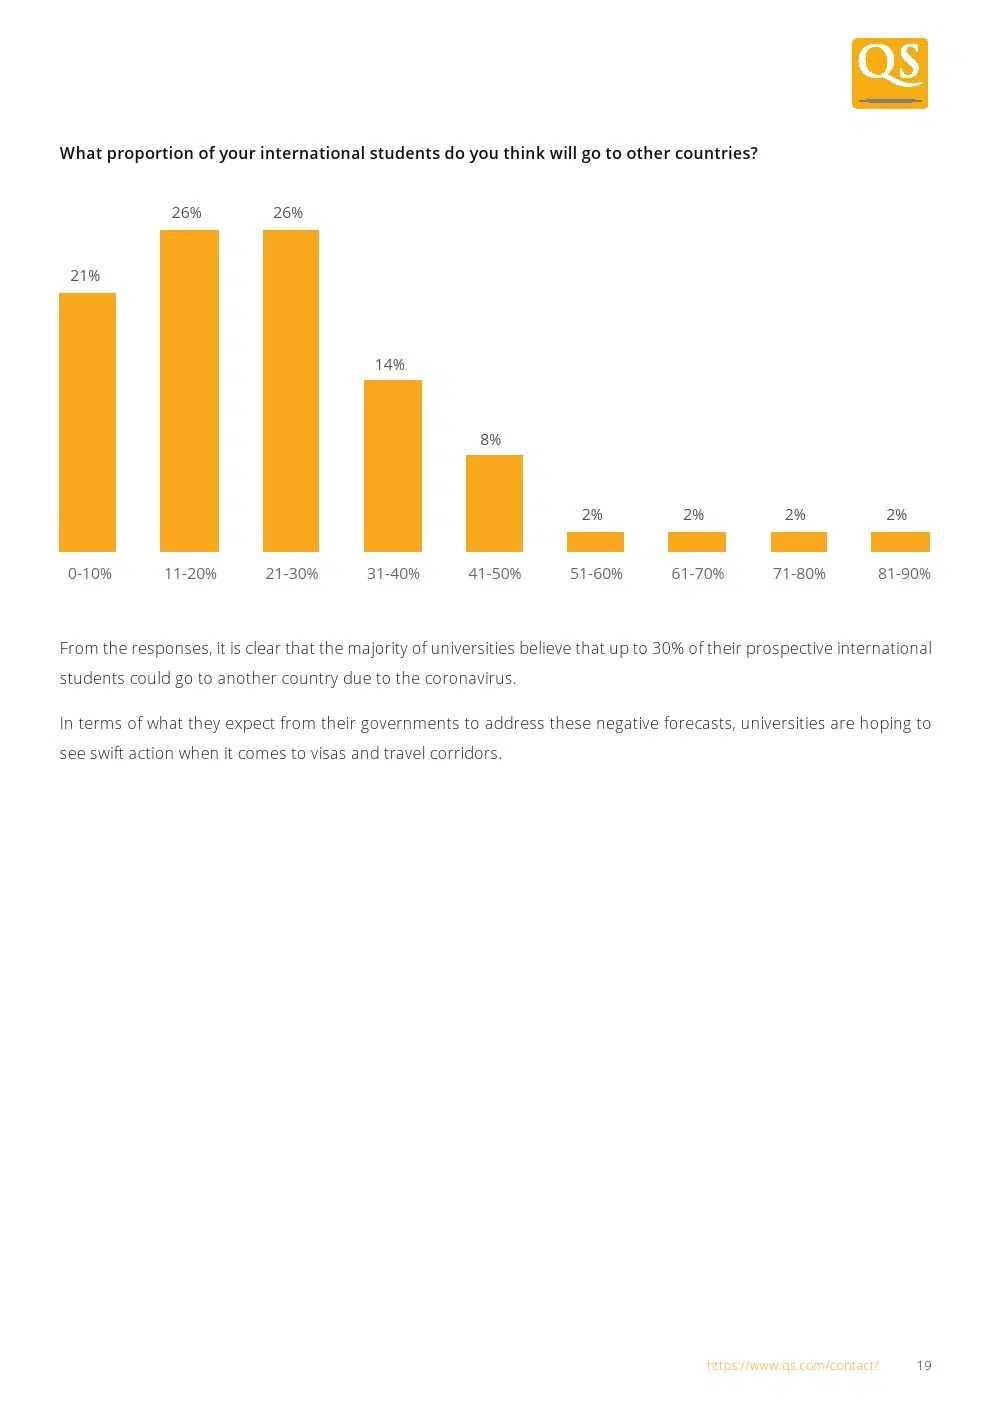 QS
What proportion of your international students do you think will go to other countries?
26% 26%
21%
14%
8%
2% 2% 2% 2%
0-10% 11-20% 21-30% 31-40% 41-50% 51-60% 61-70% 71-80% 81-90%
From the responses, it is clear that the majority of universities believe that up to 30% of their prospective international
students could go to another country due to the coronavirus.
In terms of what they expect from their governments to address these negative forecasts, universities are hoping to
see swift action when it comes to visas and travel corridors.
https://www.qs.com/contact/ 19